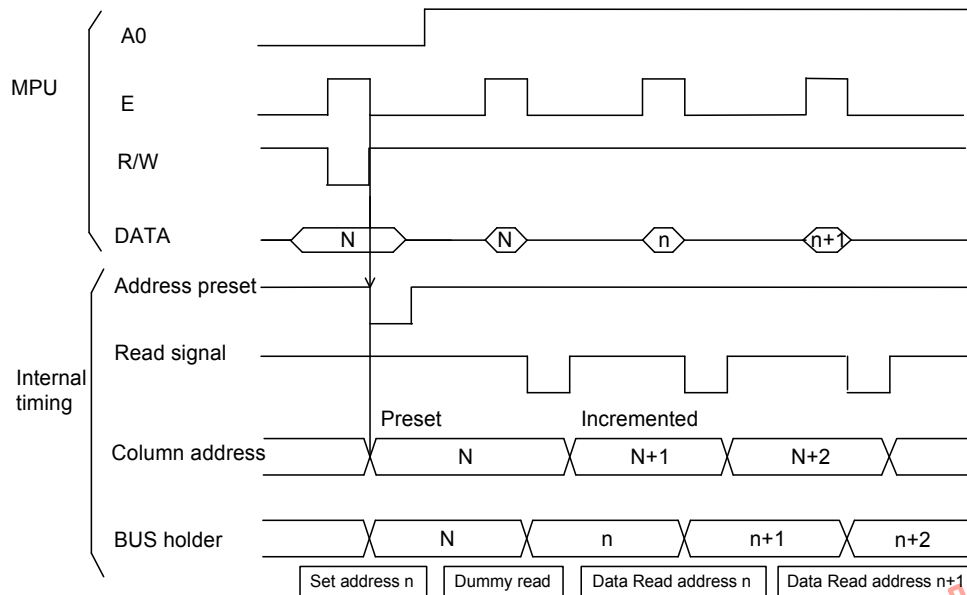 A0
MPU
E
R/W
DATA N N n n+1
Address preset
Read signal
Internal
timing
Preset Incremented
Column address N N+1 N+2
BUS holder N n n+1 n+2
Set address n Dummy read Data Read address n Data Read address n+1